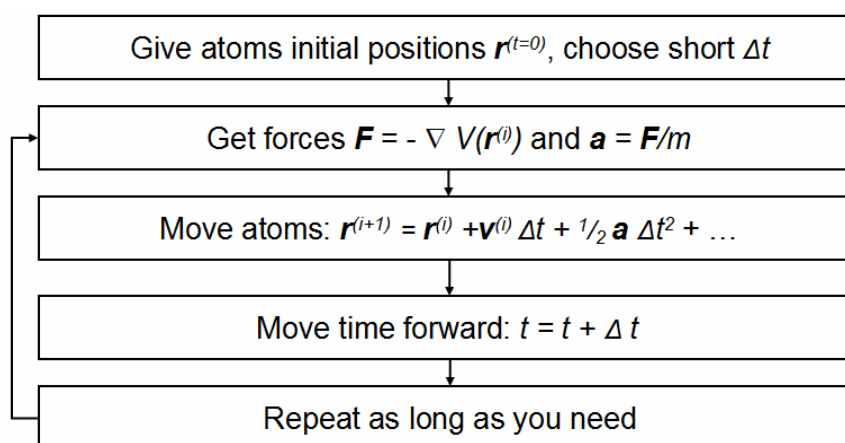 Give atoms initial positions r^(t=0), choose short Δt
Get forces F = - ∇ V(r^(i)) and a = F/m
Move atoms: r^(i+1) = r^(i) +v^(i) Δt + 1/2 a Δt² + …
Move time forward: t = t + Δ t
Repeat as long as you need